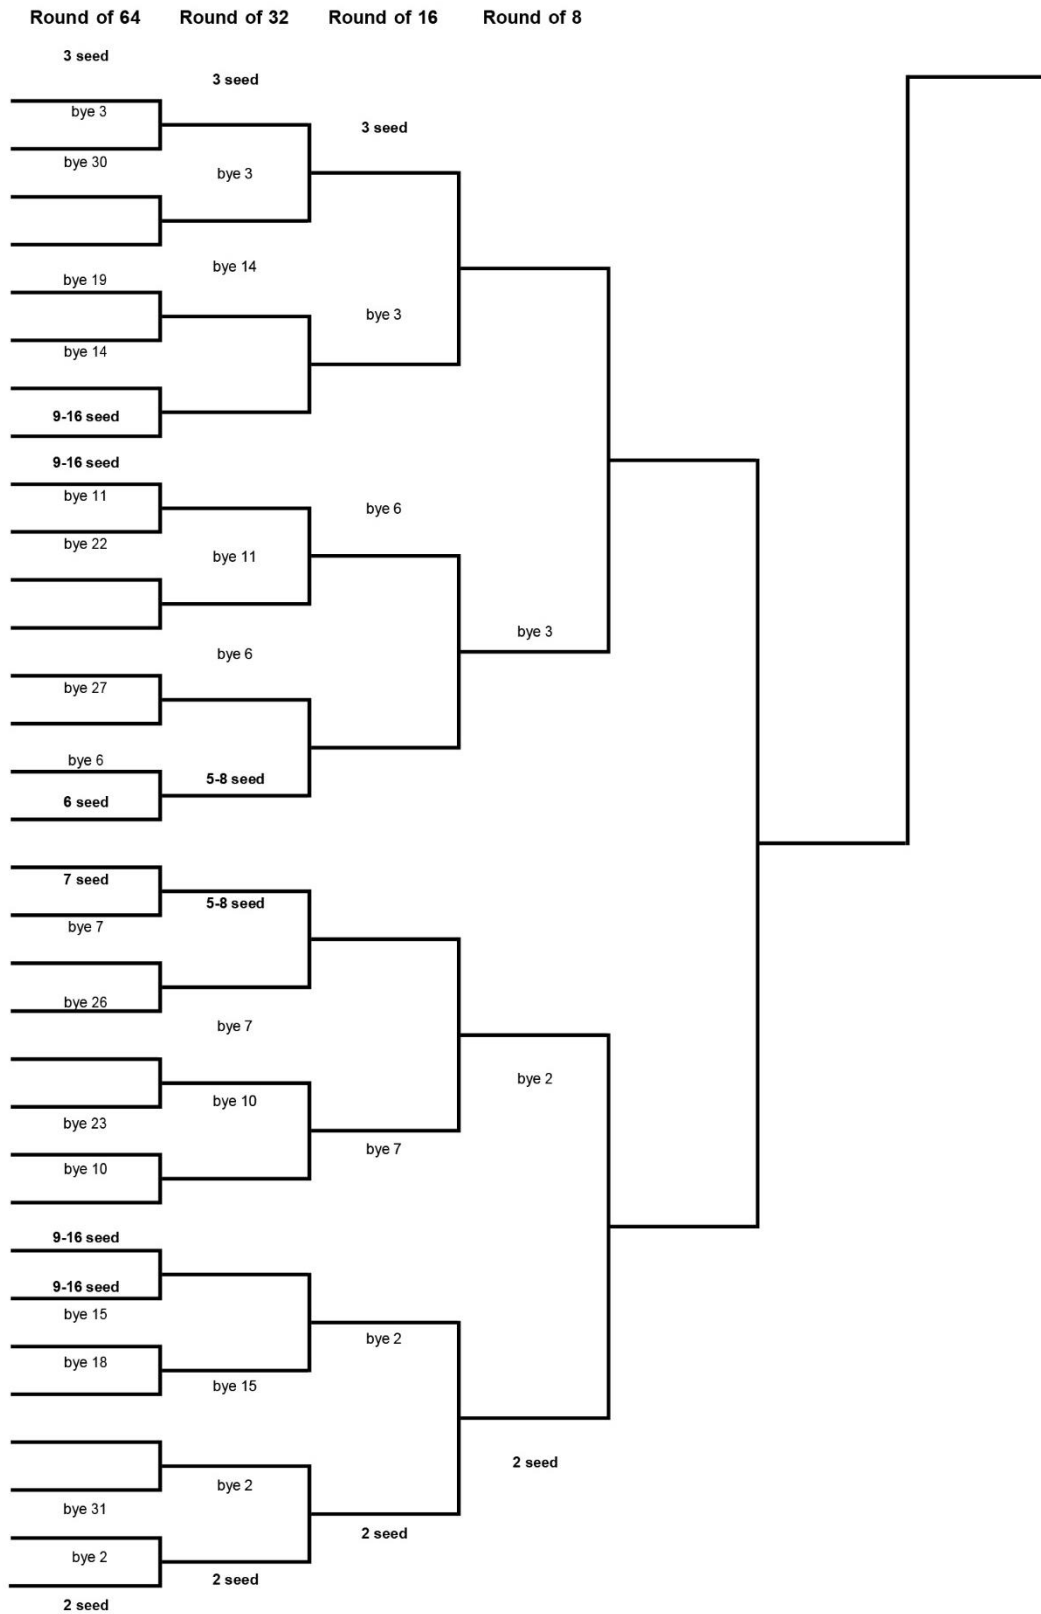 Round of 64 Round of 32 Round of 16 Round of 8
3 seed
3 seed
bye 3
3 seed
bye 30
bye 3
bye 14
bye 19
bye 3
bye 14
9-16 seed
9-16 seed
bye 11
bye 6
bye 22
bye 11
bye 3
bye 6
bye 27
bye 6
5-8 seed
6 seed
7 seed
5-8 seed
bye 7
bye 26
bye 7
bye 2
bye 10
bye 23
bye 7
bye 10
9-16 seed
9-16 seed
bye 15
bye 2
bye 18
bye 15
2 seed
bye 2
bye 31
2 seed
bye 2
2 seed
2 seed